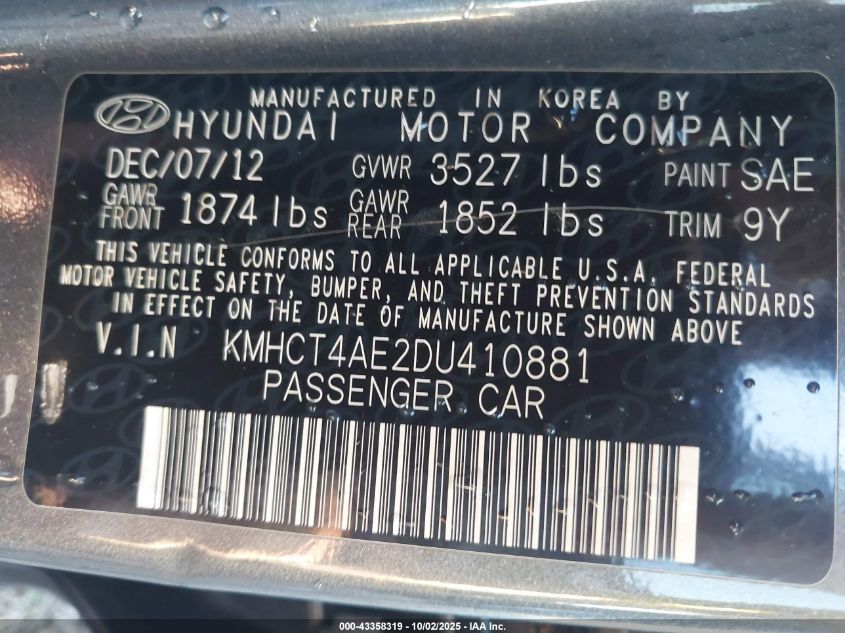 MANUFACTURED IN KOREA BY
HYUNDAI MOTOR COMPANY
DEC/07/12 GVWR 3527 lbs PAINT SAE
GAWR FRONT 1874 lbs GAWR REAR 1852 lbs TRIM 9Y
THIS VEHICLE CONFORMS TO ALL APPLICABLE U.S.A. FEDERAL
MOTOR VEHICLE SAFETY, BUMPER, AND THEFT PREVENTION STANDARDS
IN EFFECT ON THE DATE OF MANUFACTURE SHOWN ABOVE
V.I.N KMHCT4AE2DU410881
PASSENGER CAR
000-43358319 - 10/02/2025 - IAA Inc.